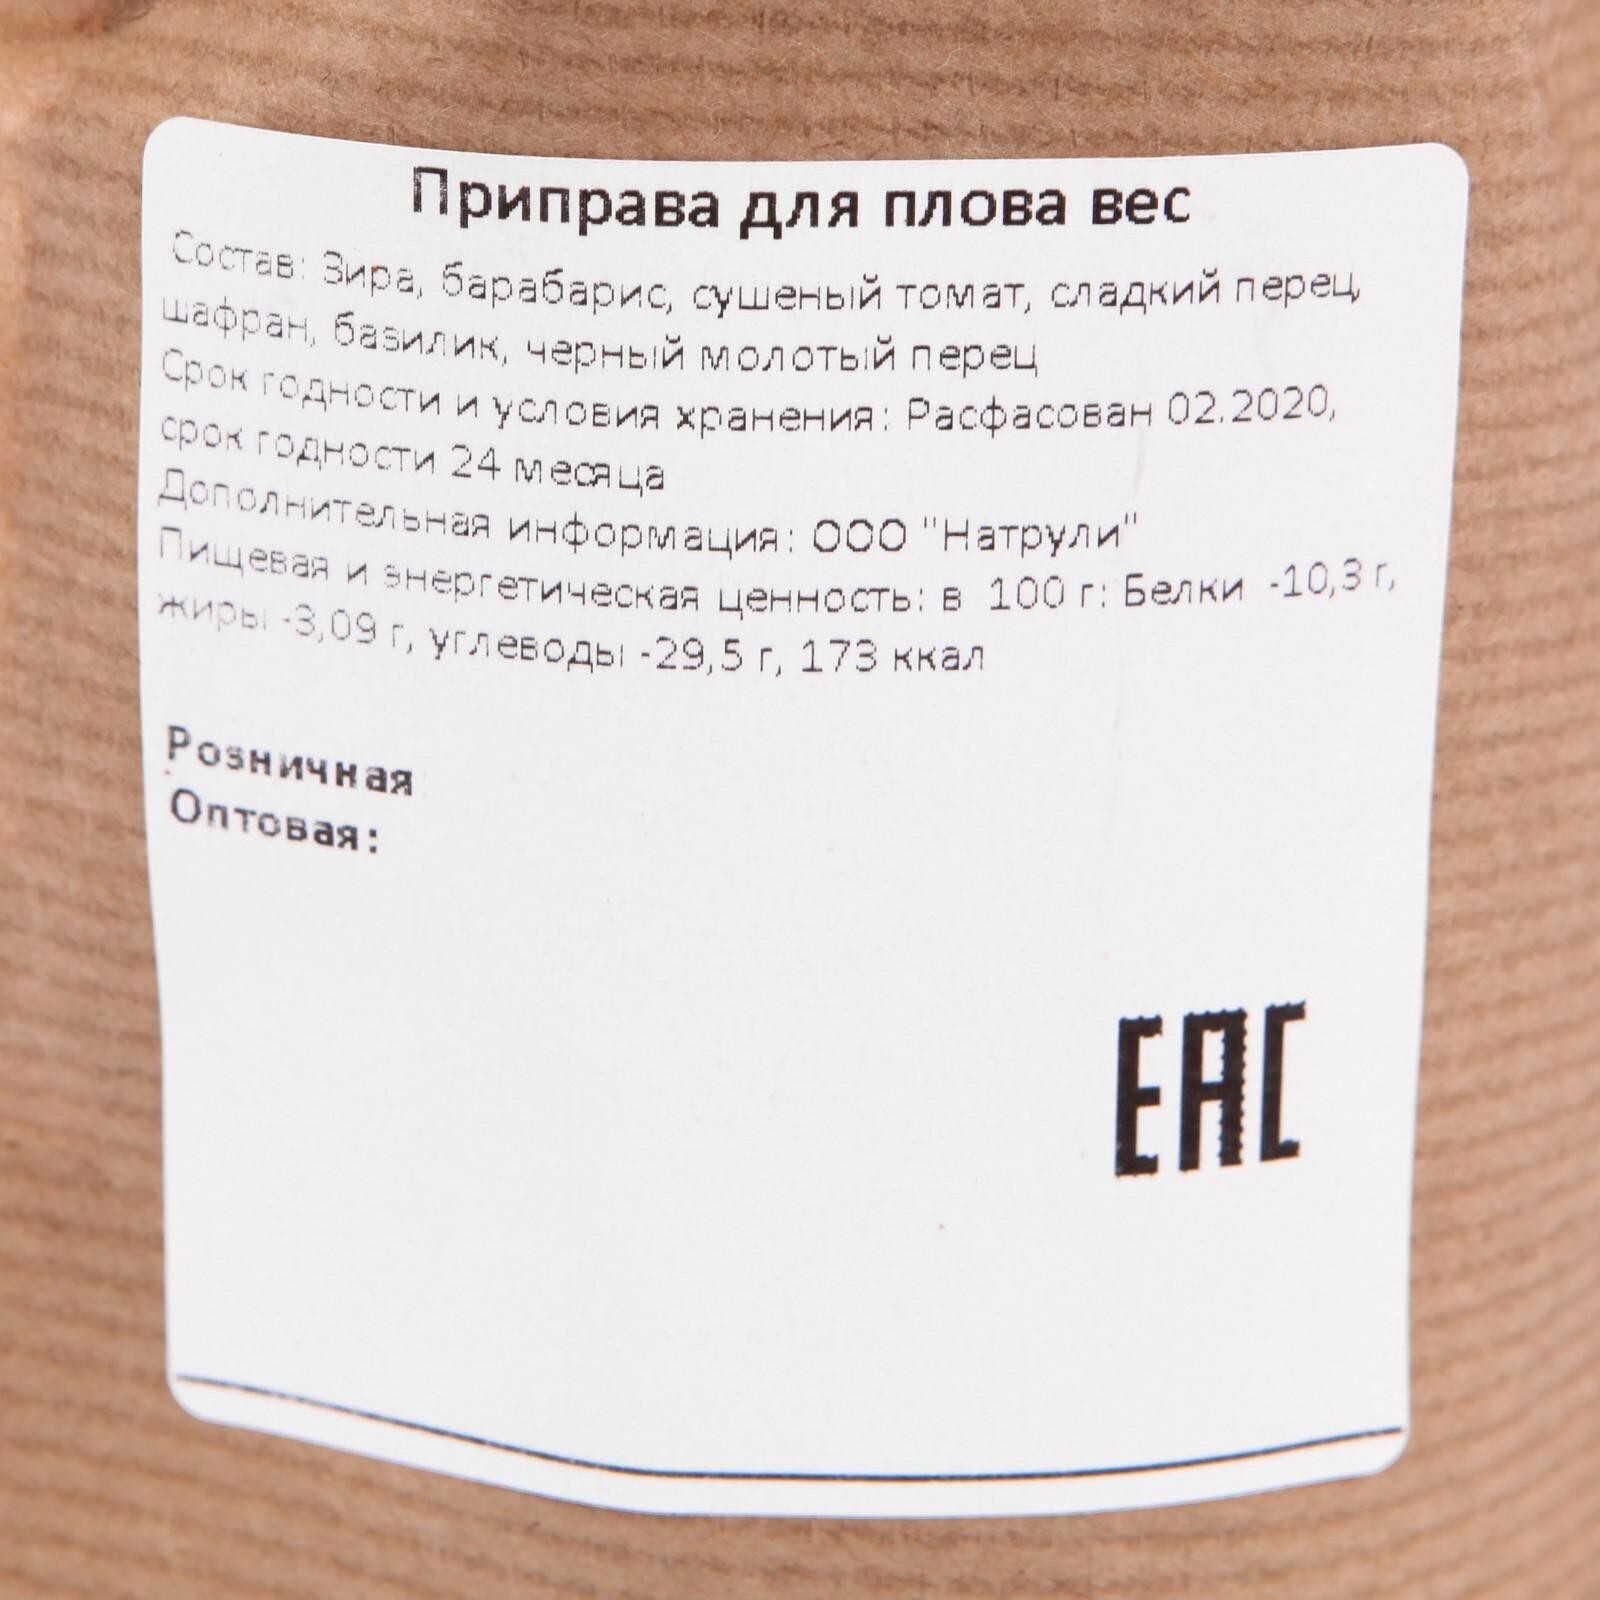 Приправа для плова вес
Состав: Зира, барабарис, сушеный томат, сладкий перец,
шафран, базилик, черный молотый перец
Срок годности и условия хранения: Расфасован 02.2020,
срок годности 24 месяца
Дополнительная информация: ООО "Натрули"
Пищевая и энергетическая ценность: в 100 г: Белки -10,3 г,
жиры -3,09 г, углеводы -29,5 г, 173 ккал
Розничная
Оптовая:
ЕАС